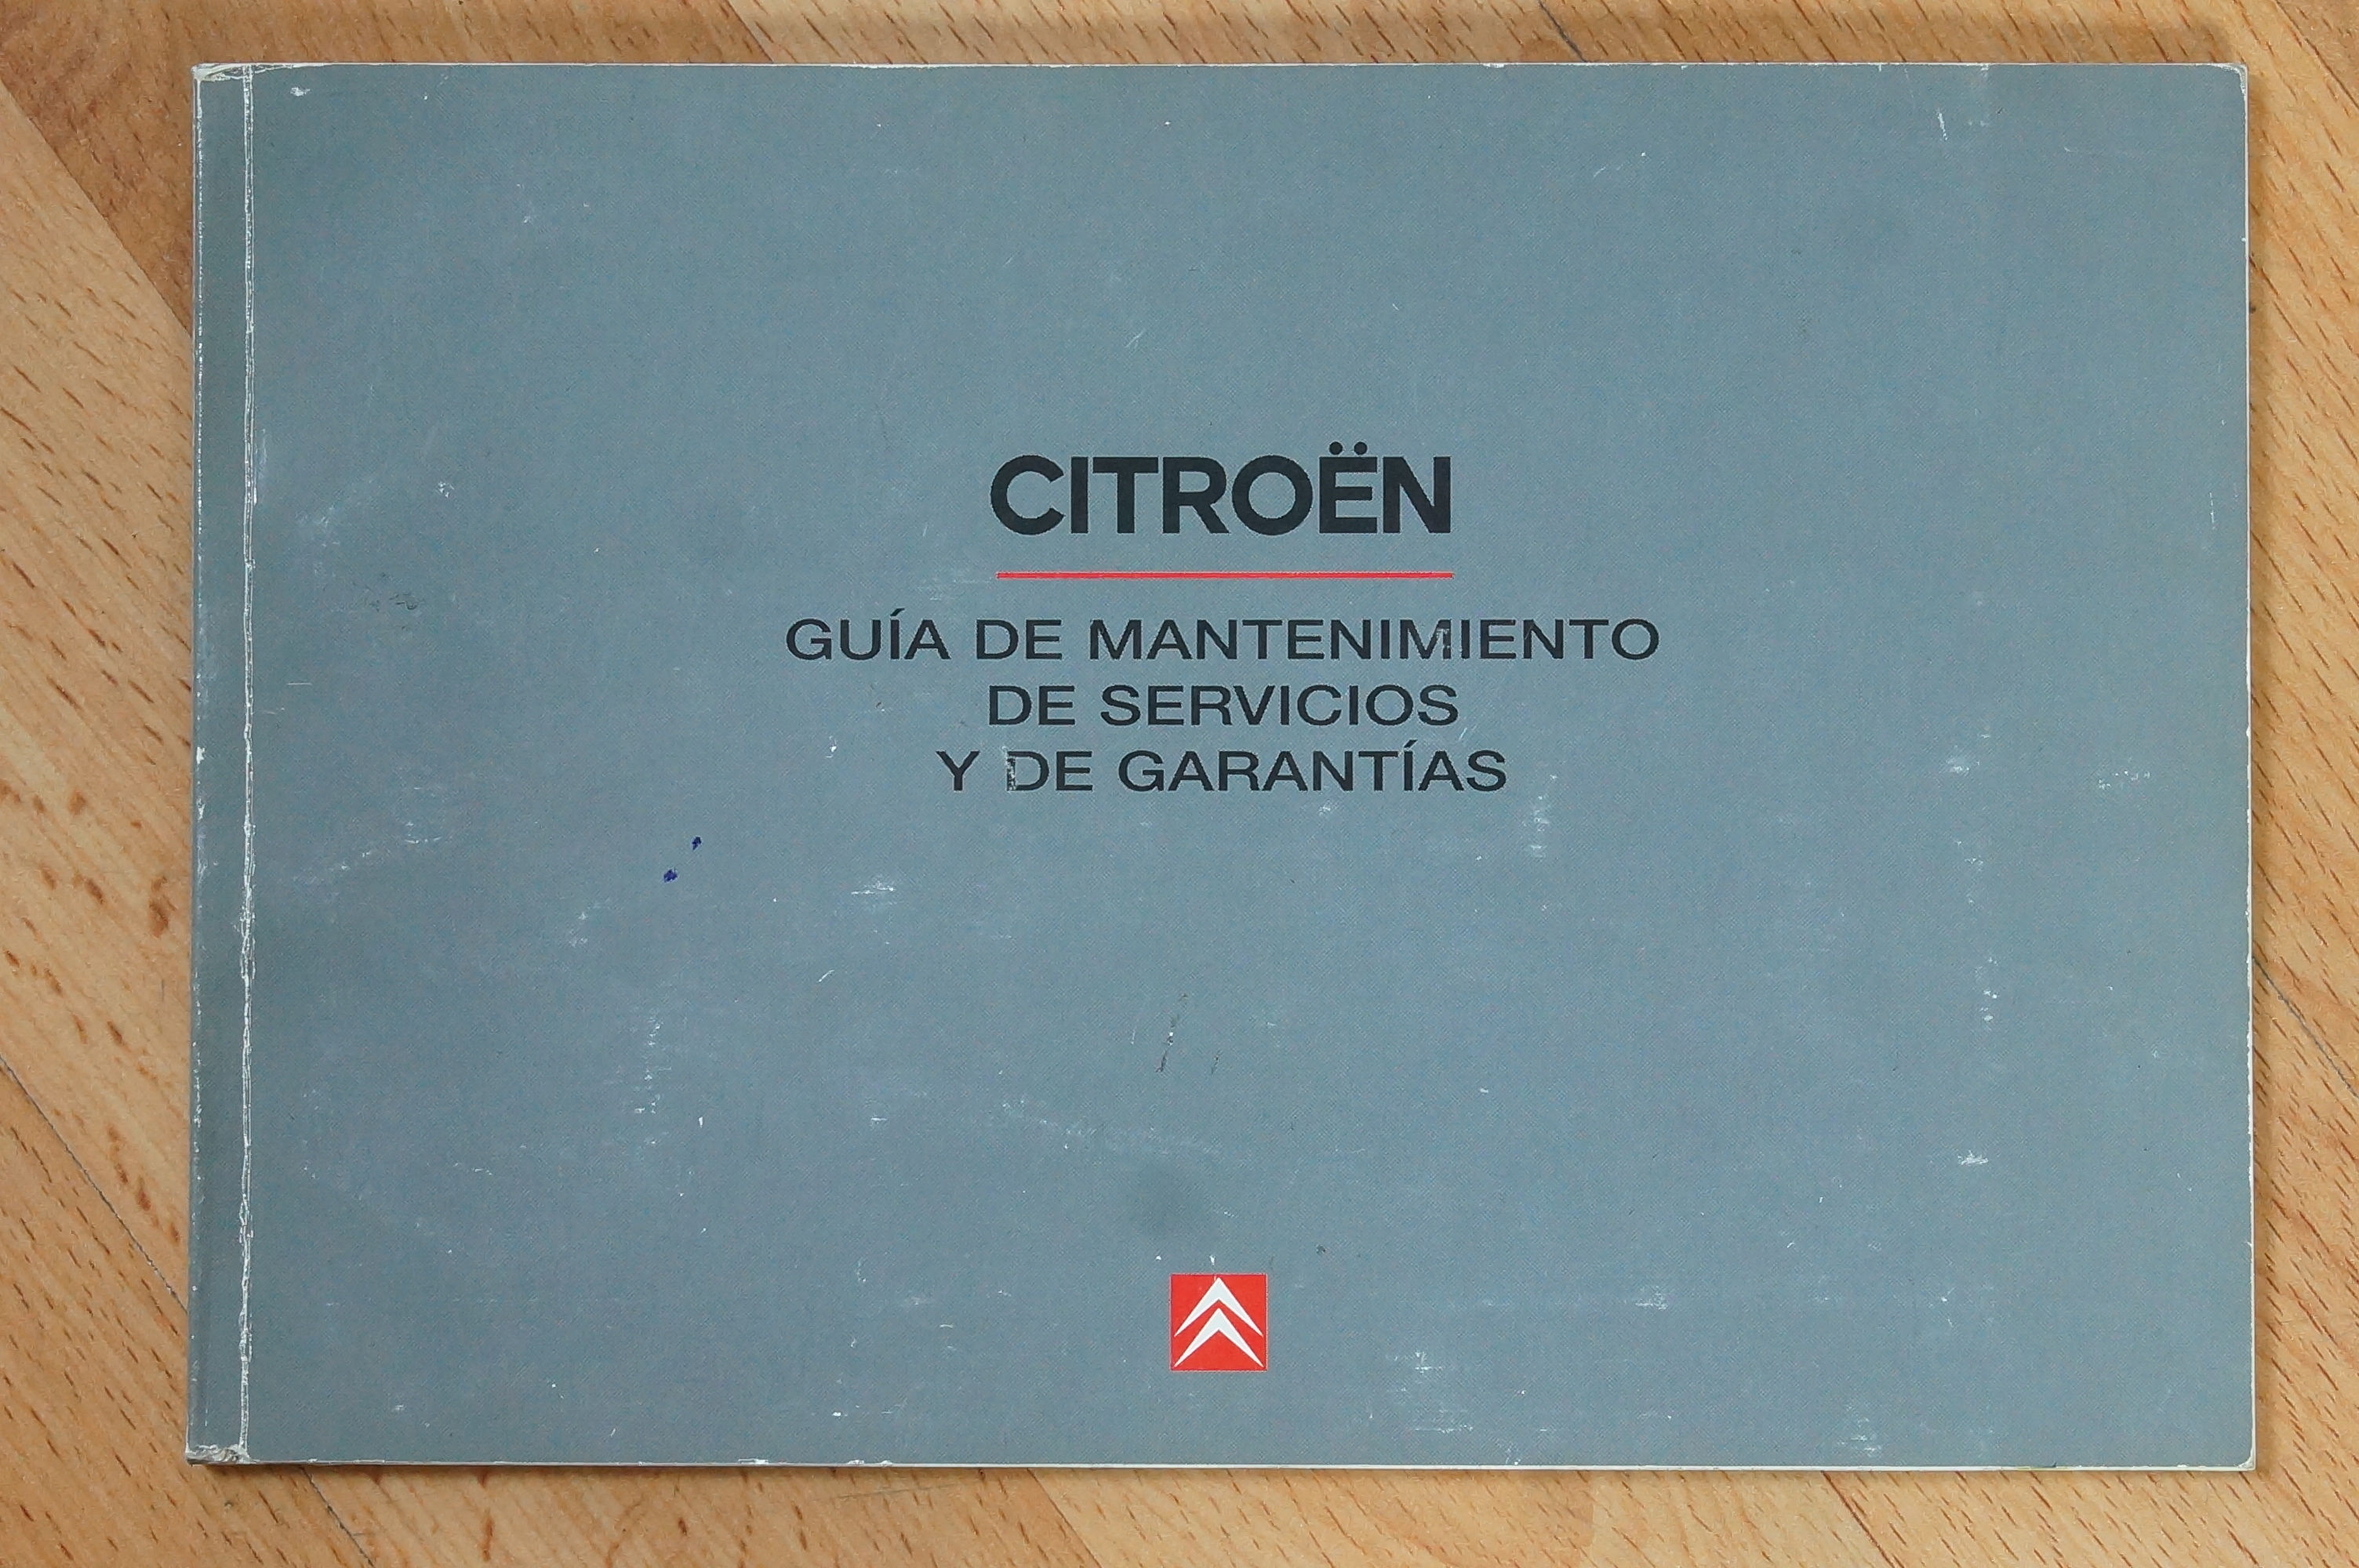 CITROËN
GUÍA DE MANTENIMIENTO
DE SERVICIOS
Y DE GARANTÍAS